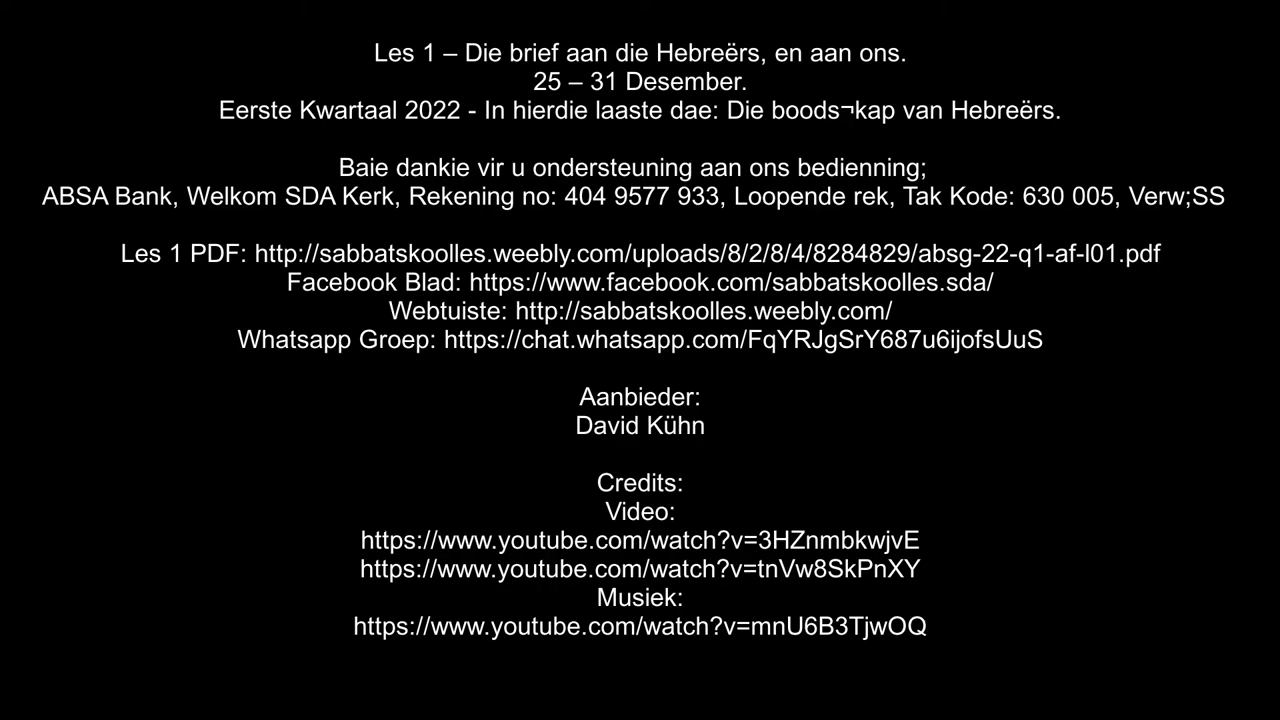 Les 1 – Die brief aan die Hebreërs, en aan ons.
25 – 31 Desember.
Eerste Kwartaal 2022 - In hierdie laaste dae: Die boods¬kap van Hebreërs.
Baie dankie vir u ondersteuning aan ons bedienning;
ABSA Bank, Welkom SDA Kerk, Rekening no: 404 9577 933, Loopende rek, Tak Kode: 630 005, Verw;SS
Les 1 PDF: http://sabbatskoolles.weebly.com/uploads/8/2/8/4/8284829/absg-22-q1-af-l01.pdf
Facebook Blad: https://www.facebook.com/sabbatskoolles.sda/
Webtuiste: http://sabbatskoolles.weebly.com/
Whatsapp Groep: https://chat.whatsapp.com/FqYRJgSrY687u6ijofsUuS
Aanbieder:
David Kühn
Credits:
Video:
https://www.youtube.com/watch?v=3HZnmbkwjvE
https://www.youtube.com/watch?v=tnVw8SkPnXY
Musiek:
https://www.youtube.com/watch?v=mnU6B3TjwOQ